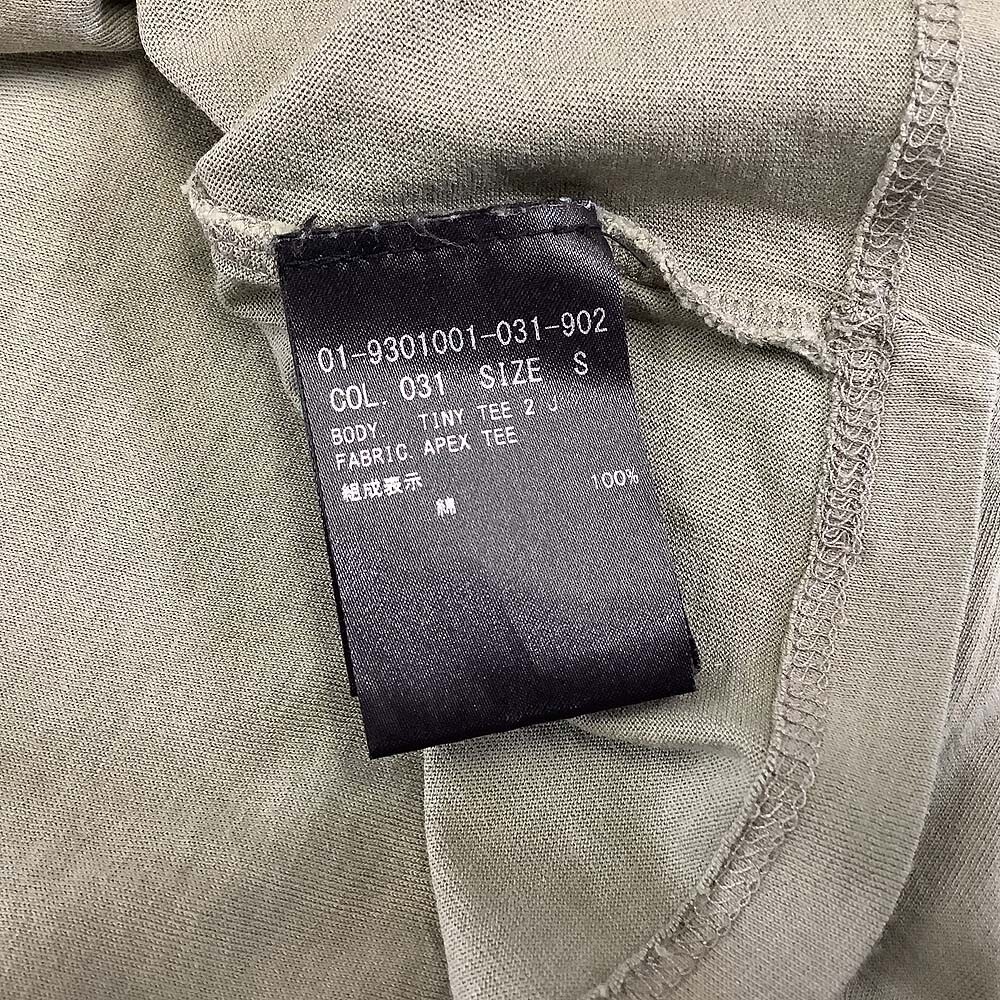 01-9301001-031-902
COL. 031 SIZE S
BODY TINY TEE 2 J
FABRIC. APEX TEE
組成表示
綿 100%